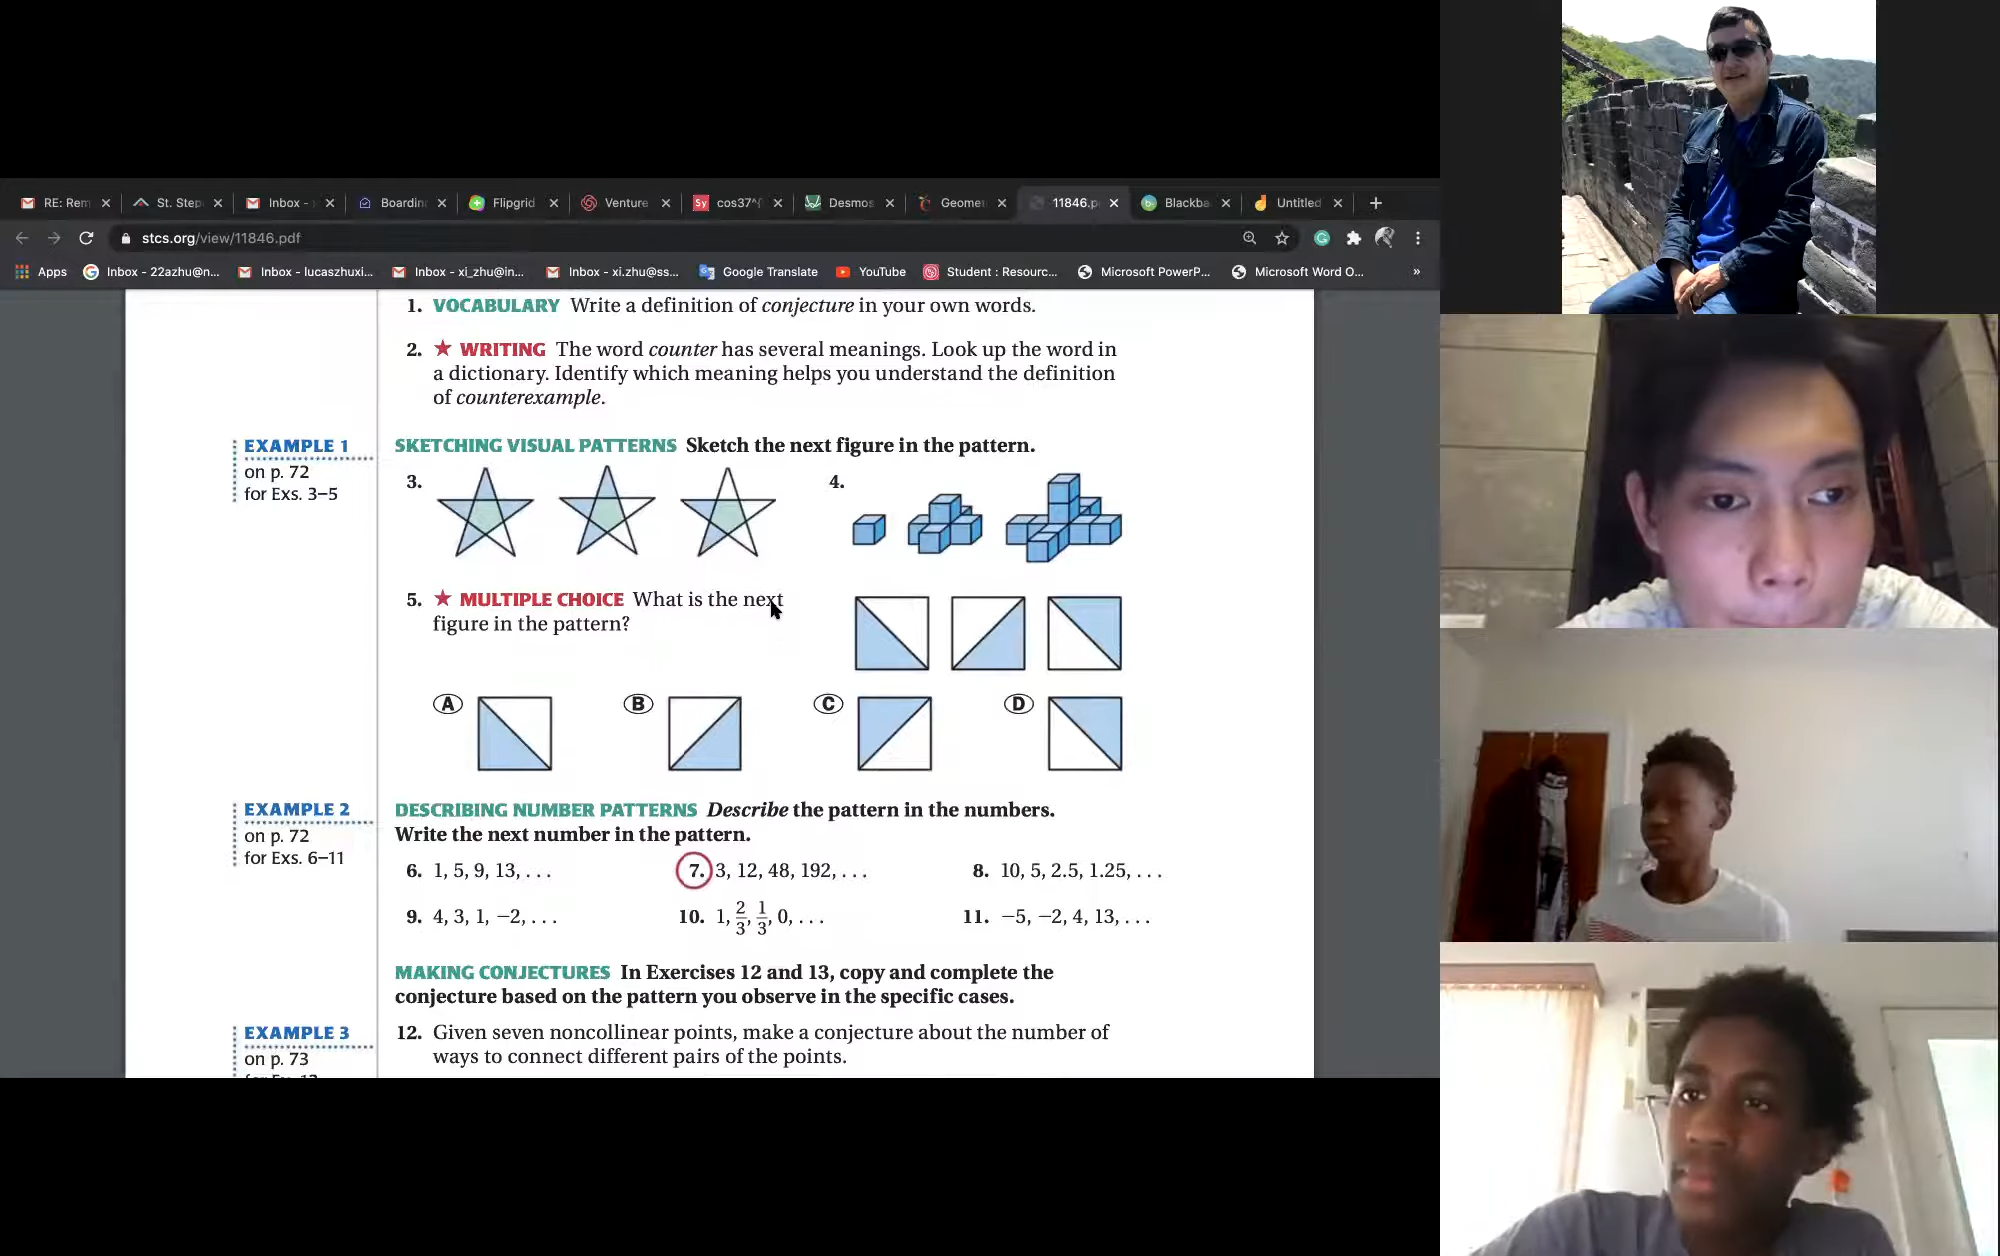 RE: Rem
St. Step
Inbox -
Boardin
Flipgrid
Venture
Sy
cos37^(
Desmos
Geome
11846.p
Blackba
Untitled
stcs.org/view/11846.pdf
Apps
Inbox - 22azhu@n...
Inbox - lucaszhuxi...
Inbox - xi_zhu@in...
Inbox - xi.zhu@ss...
Google Translate
YouTube
Student : Resourc...
Microsoft PowerP...
Microsoft Word O...
»
1. VOCABULARY Write a definition of conjecture in your own words.
2. ★ WRITING The word counter has several meanings. Look up the word in
a dictionary. Identify which meaning helps you understand the definition
of counterexample.
EXAMPLE 1
on p. 72
for Exs. 3–5
SKETCHING VISUAL PATTERNS Sketch the next figure in the pattern.
3.
4.
5. ★ MULTIPLE CHOICE What is the next
figure in the pattern?
A
B
C
D
EXAMPLE 2
on p. 72
for Exs. 6–11
DESCRIBING NUMBER PATTERNS Describe the pattern in the numbers.
Write the next number in the pattern.
6. 1, 5, 9, 13, . . .
7. 3, 12, 48, 192, . . .
8. 10, 5, 2.5, 1.25, . . .
9. 4, 3, 1, −2, . . .
10. 1, 2/3, 1/3, 0, . . .
11. −5, −2, 4, 13, . . .
MAKING CONJECTURES In Exercises 12 and 13, copy and complete the
conjecture based on the pattern you observe in the specific cases.
EXAMPLE 3
on p. 73
12. Given seven noncollinear points, make a conjecture about the number of
ways to connect different pairs of the points.